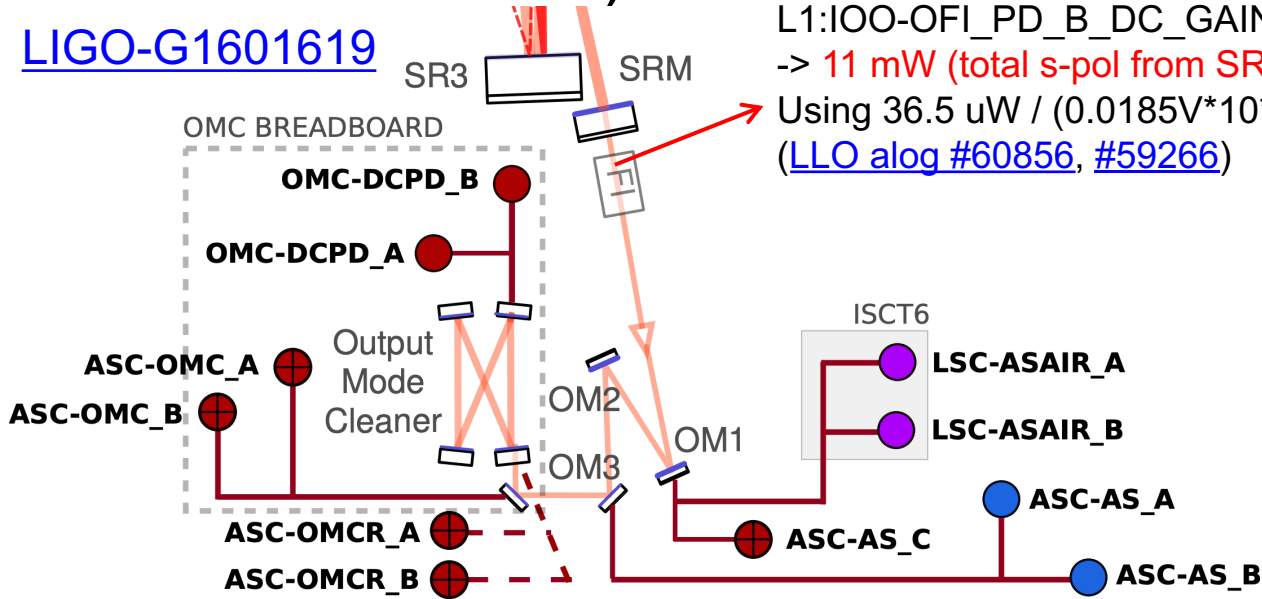 LIGO-G1601619
L1:IOO-OFI_PD_B_DC_GAIN
-> 11 mW (total s-pol from SR
Using 36.5 uW / (0.0185V*10
(LLO alog #60856, #59266)
SR3
SRM
FI
OMC BREADBOARD
OMC-DCPD_B
OMC-DCPD_A
Output
Mode
Cleaner
ASC-OMC_A
ASC-OMC_B
OM2
OM1
OM3
ISCT6
LSC-ASAIR_A
LSC-ASAIR_B
ASC-AS_A
ASC-AS_C
ASC-AS_B
ASC-OMCR_A
ASC-OMCR_B